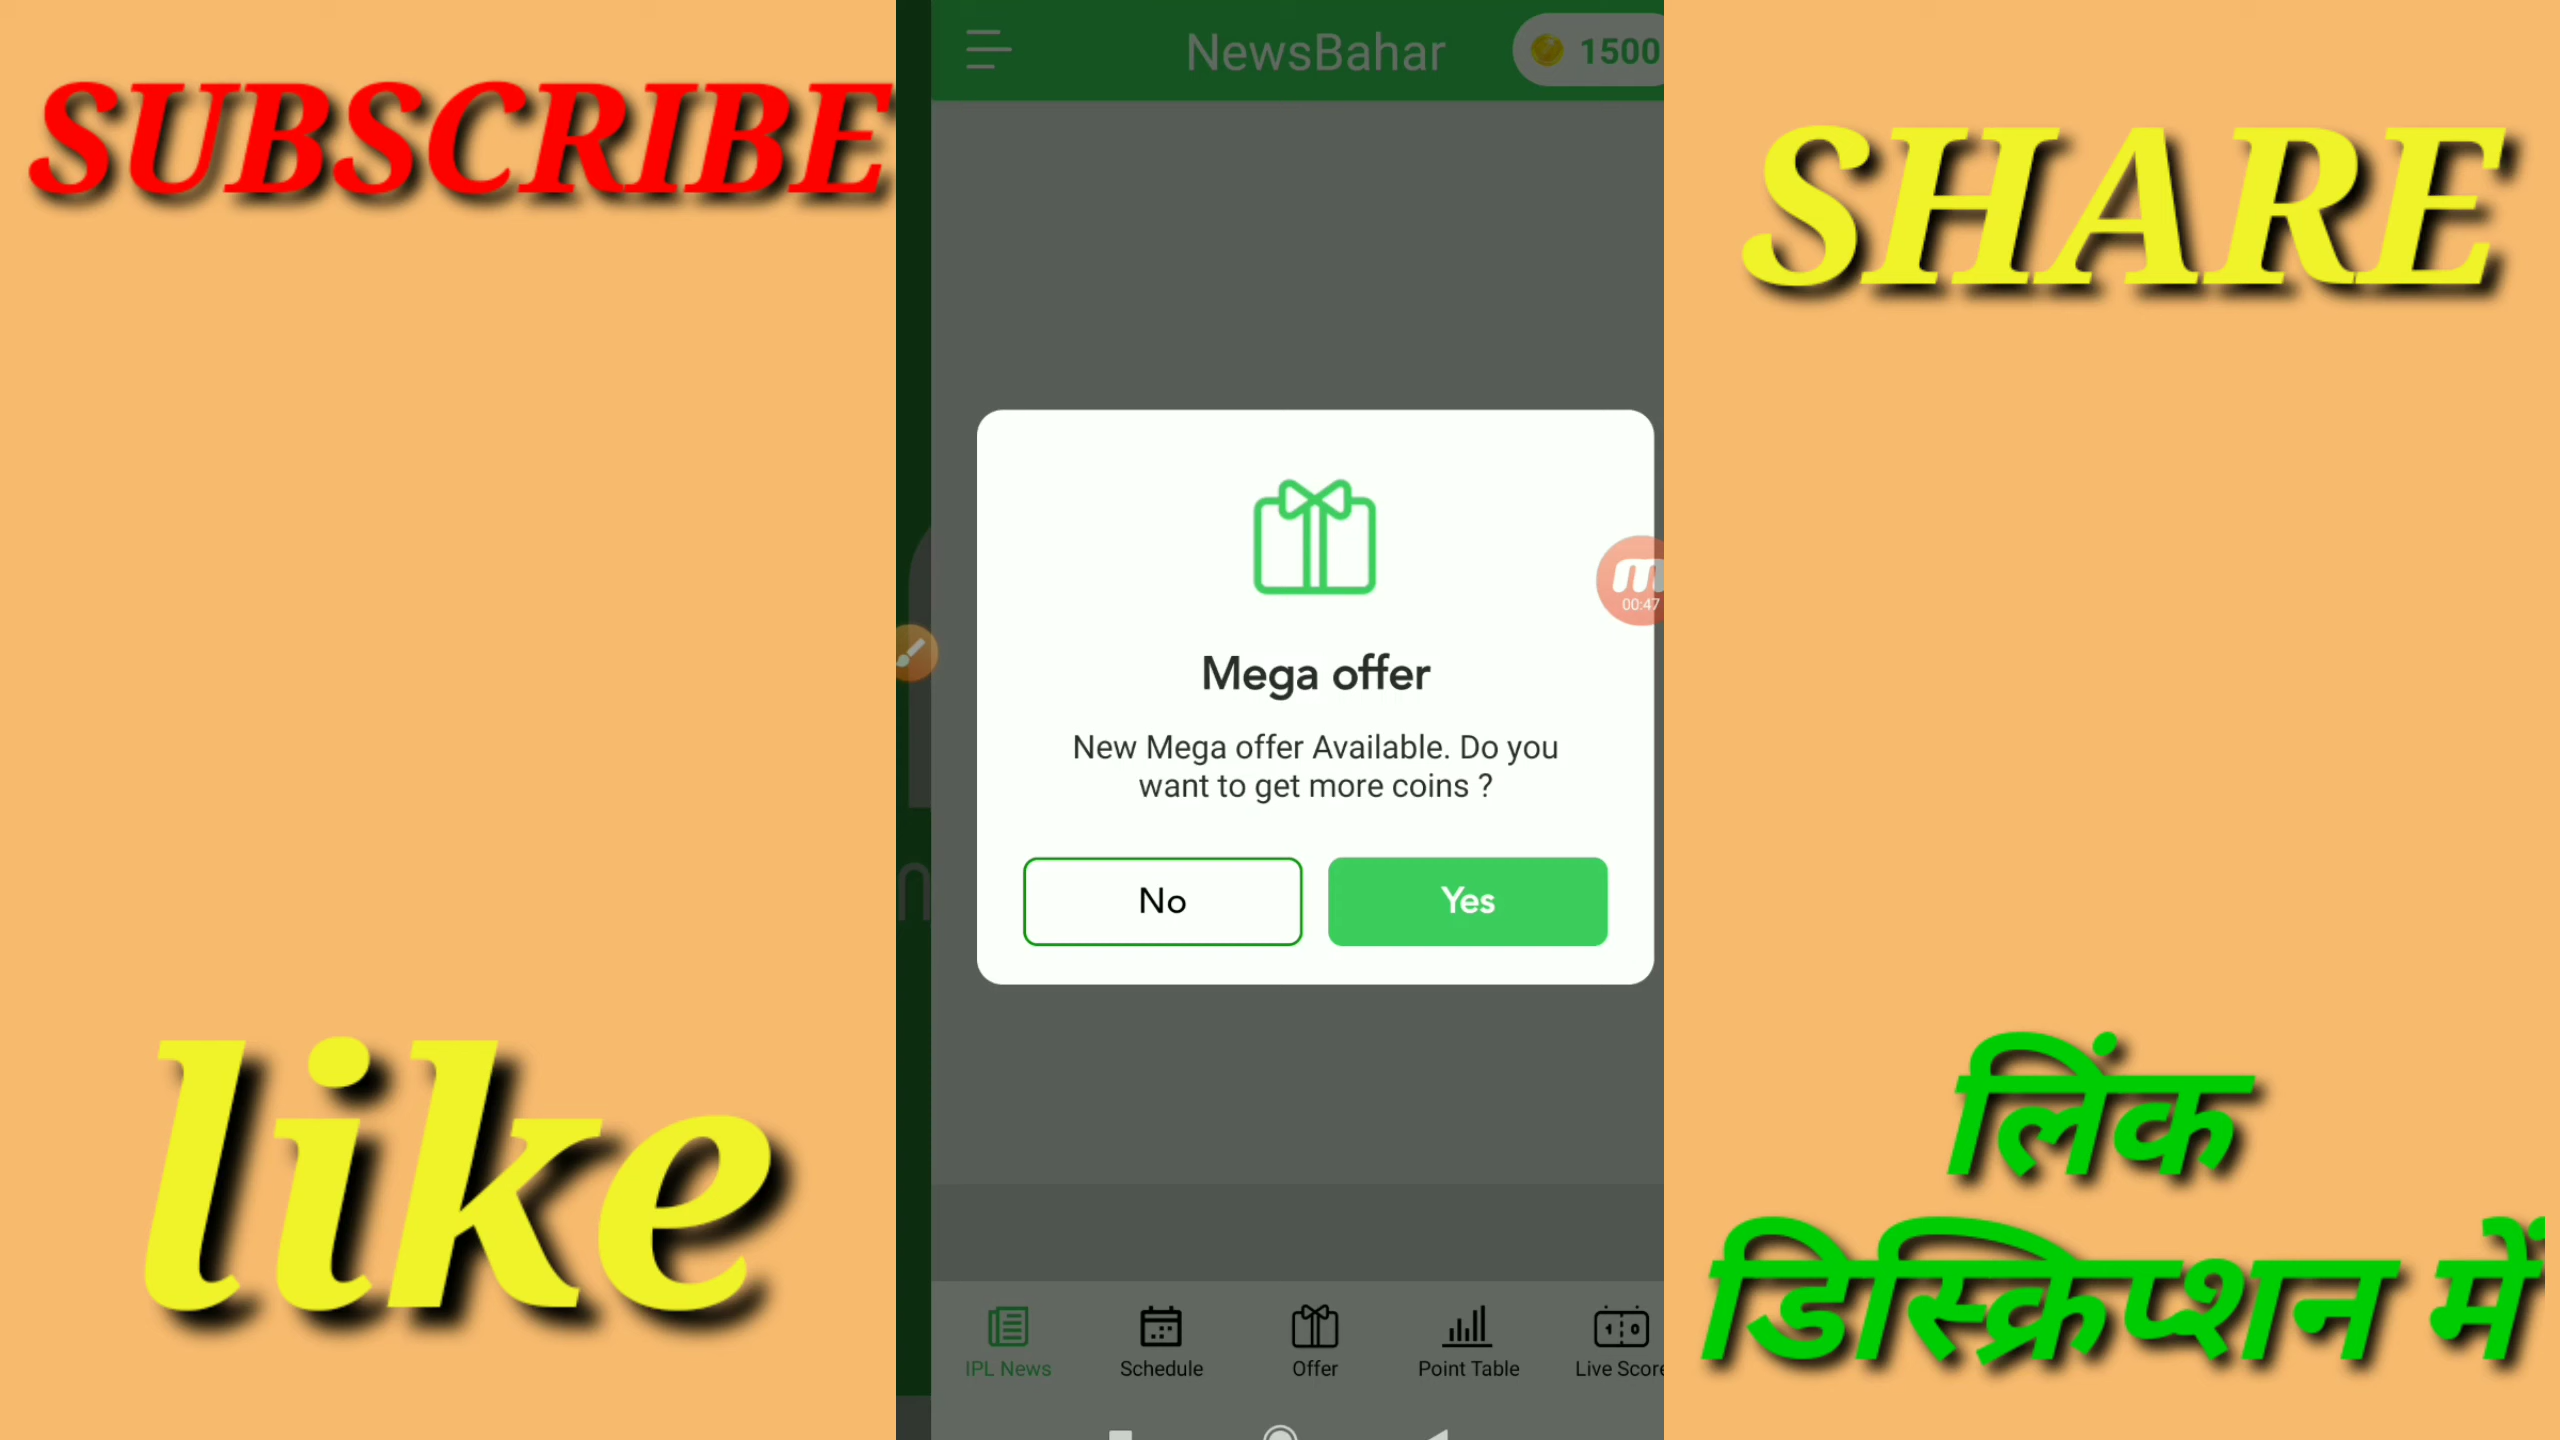 SUBSCRIBE
NewsBahar
1500
SHARE
00:47
Mega offer
New Mega offer Available. Do you
want to get more coins ?
No
Yes
like
लिंक
डिस्क्रिप्शन में
IPL News
Schedule
Offer
Point Table
Live Score